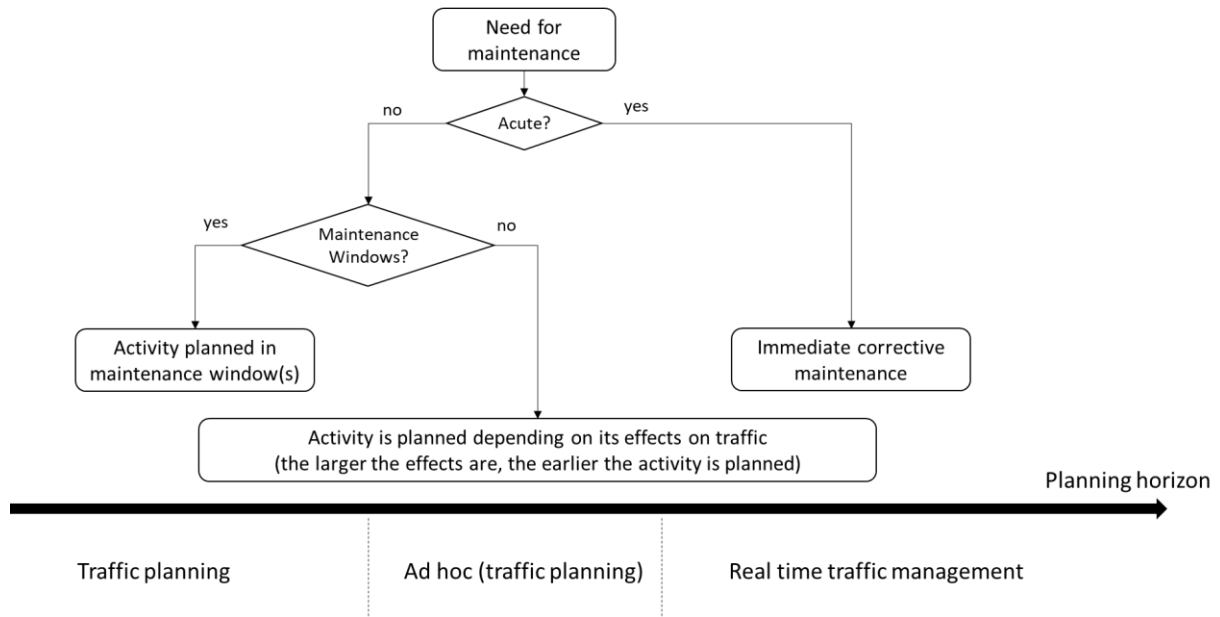 Need for
maintenance
no
Acute?
yes
yes
Maintenance
Windows?
no
Activity planned in
maintenance window(s)
Immediate corrective
maintenance
Activity is planned depending on its effects on traffic
(the larger the effects are, the earlier the activity is planned)
Planning horizon
Traffic planning
Ad hoc (traffic planning)
Real time traffic management